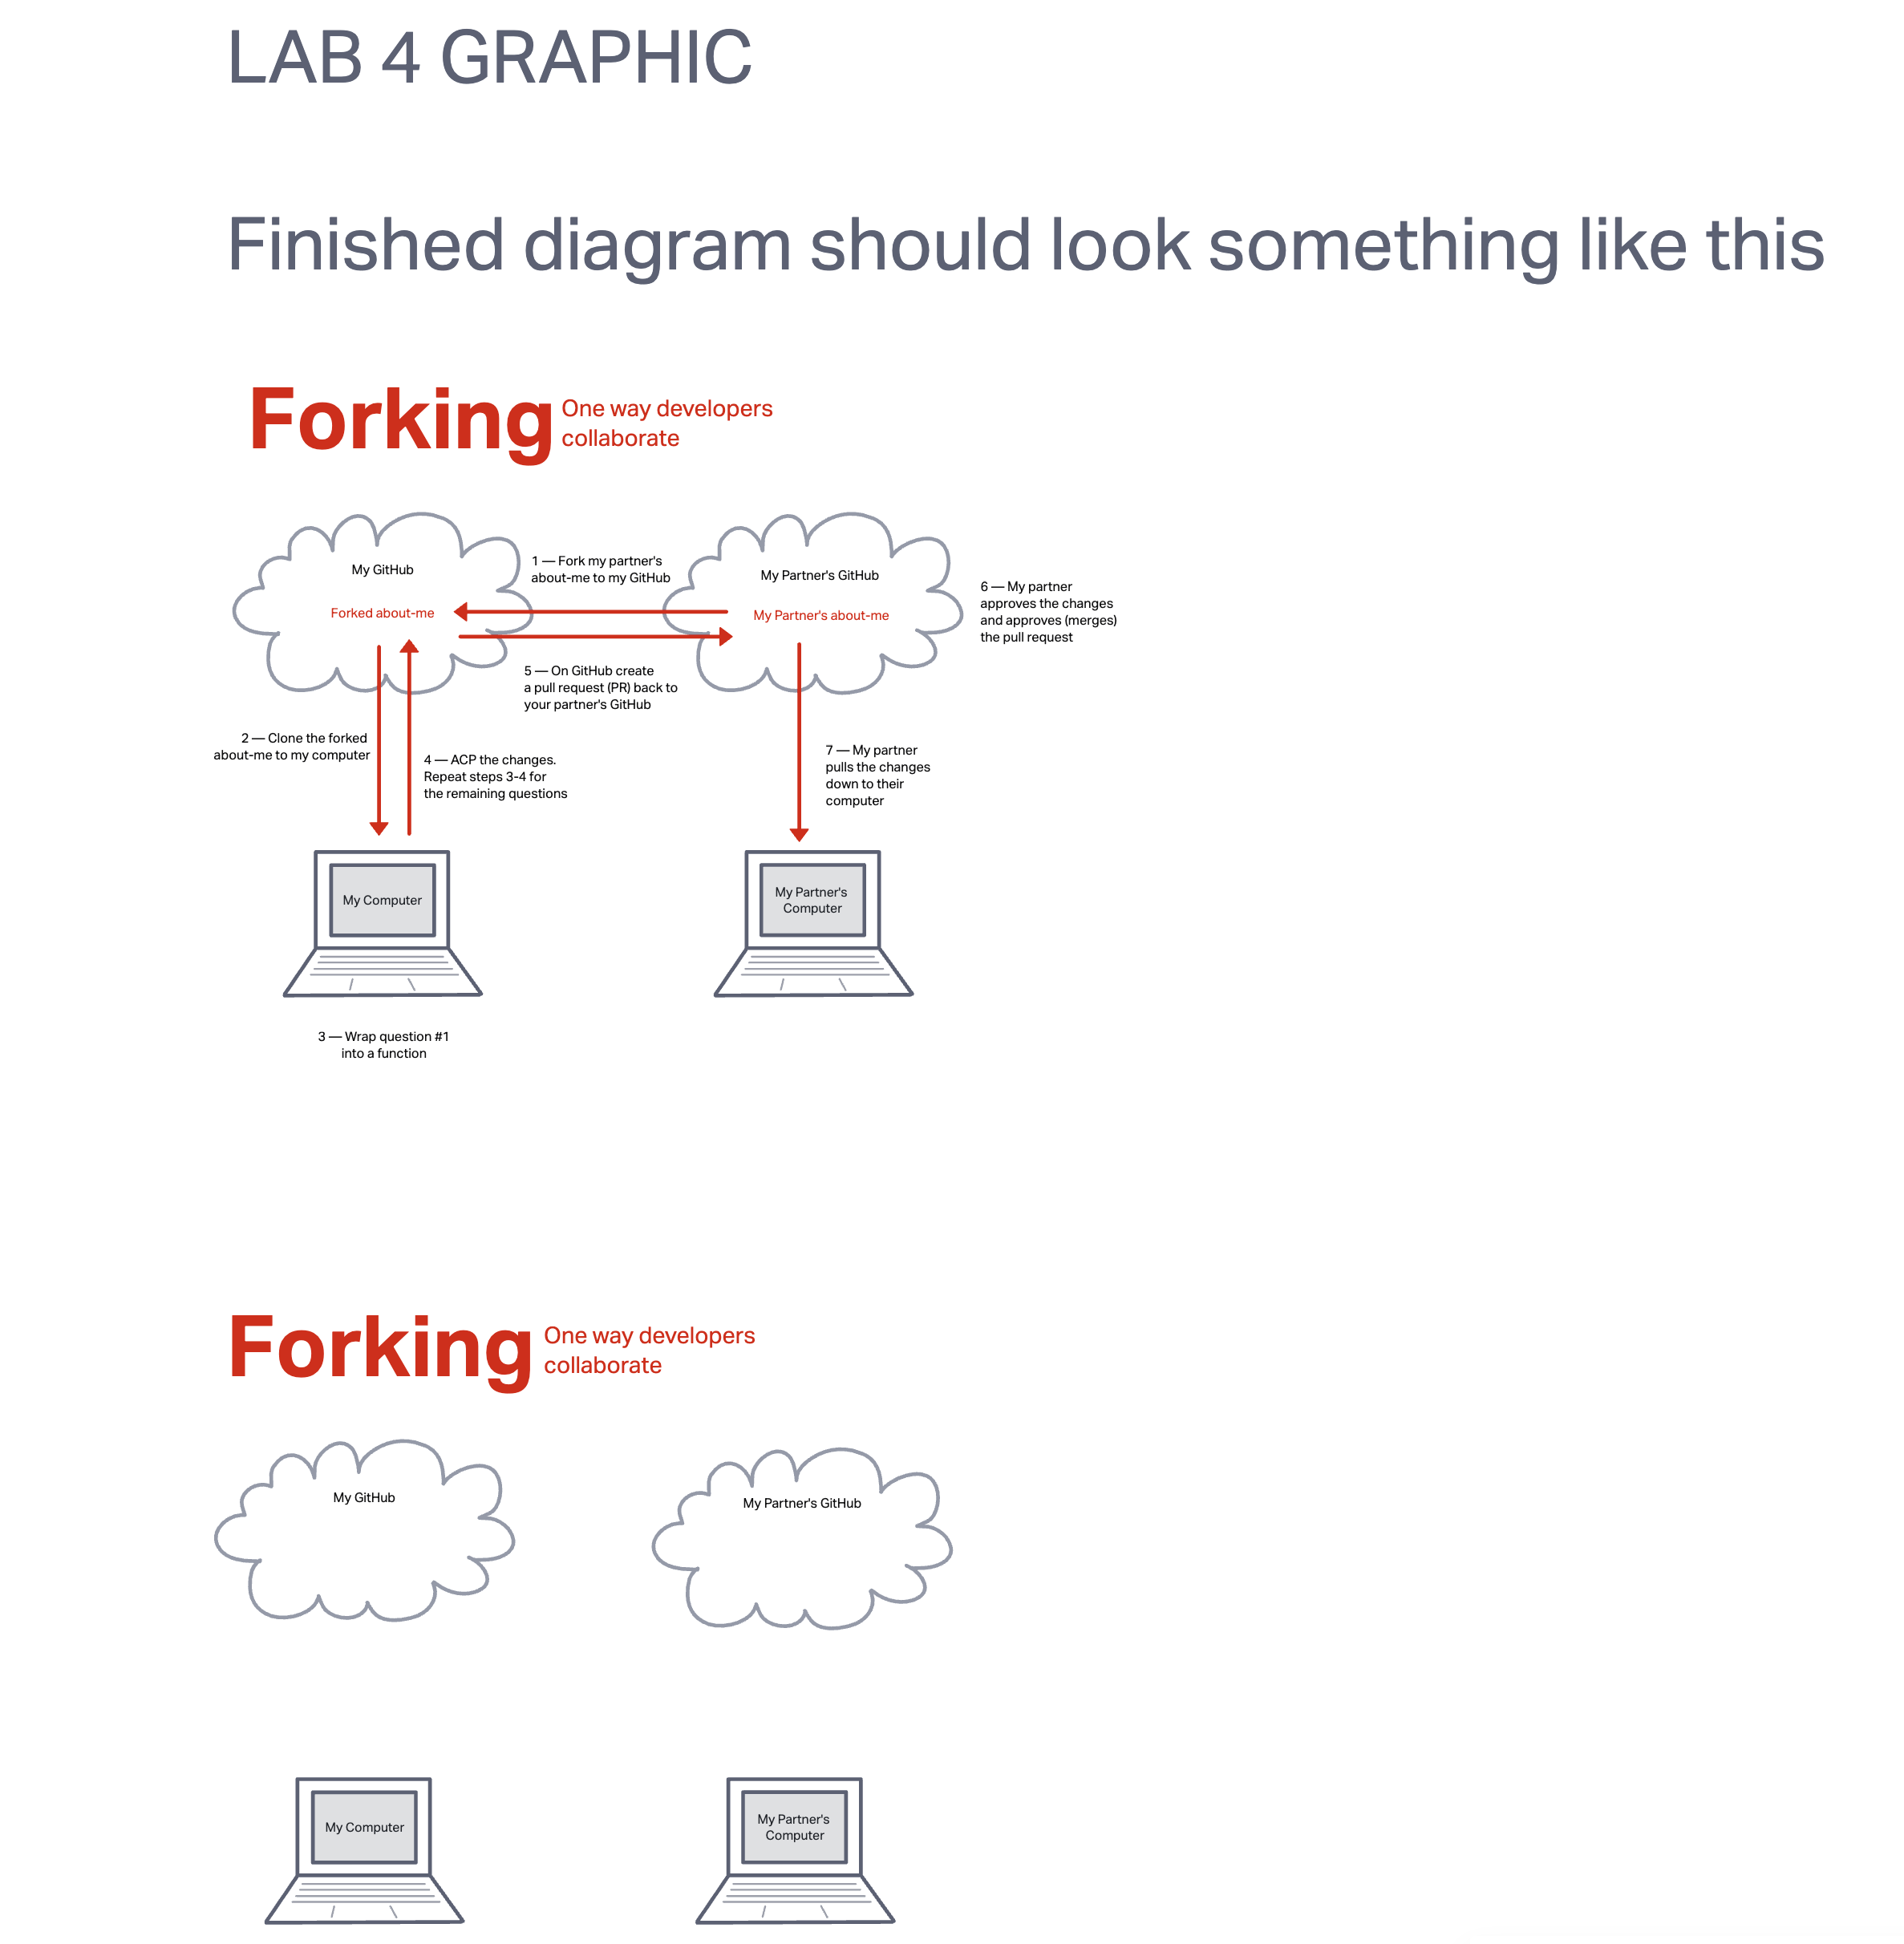 LAB 4 GRAPHIC
Finished diagram should look something like this
Forking
One way developers
collaborate
My GitHub
Forked about-me
1 — Fork my partner's
about-me to my GitHub
My Partner's GitHub
My Partner's about-me
6 — My partner
approves the changes
and approves (merges)
the pull request
5 — On GitHub create
a pull request (PR) back to
your partner's GitHub
2 — Clone the forked
about-me to my computer
4 — ACP the changes.
Repeat steps 3-4 for
the remaining questions
7 — My partner
pulls the changes
down to their
computer
My Computer
My Partner's
Computer
3 — Wrap question #1
into a function
Forking
One way developers
collaborate
My GitHub
My Partner's GitHub
My Computer
My Partner's
Computer